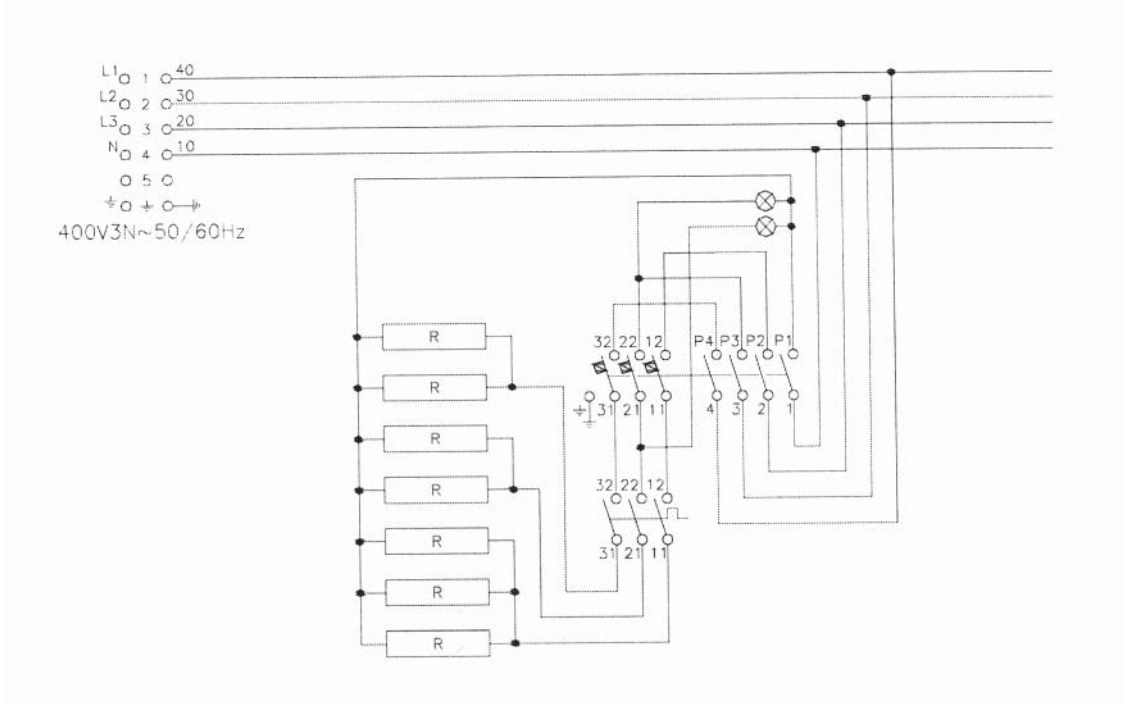 L1 1 40
L2 2 30
L3 3 20
N 4 10
5
400V3N~50/60Hz
R
R
R
R
R
R
R
32 22 12 P4 P3 P2 P1
31 21 11 4 3 2 1
32 22 12
31 21 11